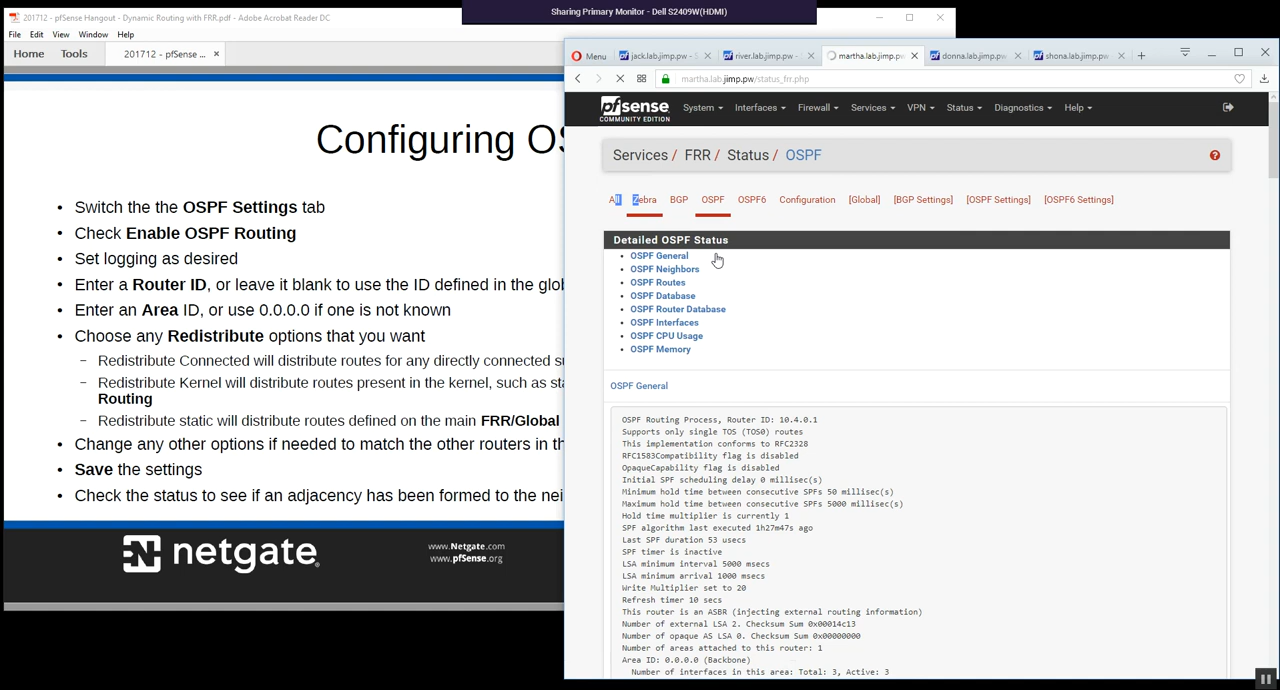 Sharing Primary Monitor - Dell S2409W(HDMI)
201712 - pfSense Hangout - Dynamic Routing with FRR.pdf - Adobe Acrobat Reader DC
File Edit View Window Help
Home Tools 201712 - pfSense ... ×
Configuring OS
• Switch the the OSPF Settings tab
• Check Enable OSPF Routing
• Set logging as desired
• Enter a Router ID, or leave it blank to use the ID defined in the glob
• Enter an Area ID, or use 0.0.0.0 if one is not known
• Choose any Redistribute options that you want
– Redistribute Connected will distribute routes for any directly connected su
– Redistribute Kernel will distribute routes present in the kernel, such as sta
Routing
– Redistribute static will distribute routes defined on the main FRR/Global
• Change any other options if needed to match the other routers in th
• Save the settings
• Check the status to see if an adjacency has been formed to the nei
netgate®
www.Netgate.com
www.pfSense.org
Menu jack.lab.jimp.pw - S river.lab.jimp.pw - martha.lab.jimp.pw donna.lab.jimp.pw shona.lab.jimp.pw
martha.lab.jimp.pw/status_frr.php
pfsense
COMMUNITY EDITION
System Interfaces Firewall Services VPN Status Diagnostics Help
Services / FRR / Status / OSPF
All Zebra BGP OSPF OSPF6 Configuration [Global] [BGP Settings] [OSPF Settings] [OSPF6 Settings]
Detailed OSPF Status
• OSPF General
• OSPF Neighbors
• OSPF Routes
• OSPF Database
• OSPF Router Database
• OSPF Interfaces
• OSPF CPU Usage
• OSPF Memory
OSPF General
OSPF Routing Process, Router ID: 10.4.0.1
Supports only single TOS (TOS0) routes
This implementation conforms to RFC2328
RFC1583Compatibility flag is disabled
OpaqueCapability flag is disabled
Initial SPF scheduling delay 0 millisec(s)
Minimum hold time between consecutive SPFs 50 millisec(s)
Maximum hold time between consecutive SPFs 5000 millisec(s)
Hold time multiplier is currently 1
SPF algorithm last executed 1h27m47s ago
Last SPF duration 53 usecs
SPF timer is inactive
LSA minimum interval 5000 msecs
LSA minimum arrival 1000 msecs
Write Multiplier set to 20
Refresh timer 10 secs
This router is an ASBR (injecting external routing information)
Number of external LSA 2. Checksum Sum 0x00014c13
Number of opaque AS LSA 0. Checksum Sum 0x00000000
Number of areas attached to this router: 1
Area ID: 0.0.0.0 (Backbone)
Number of interfaces in this area: Total: 3, Active: 3